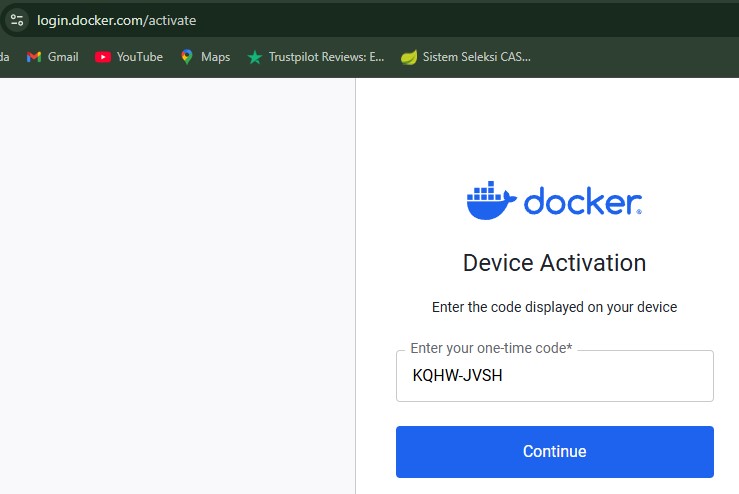 login.docker.com/activate
da Gmail YouTube Maps Trustpilot Reviews: E... Sistem Seleksi CAS...
docker
Device Activation
Enter the code displayed on your device
Enter your one-time code*
KQHW-JVSH
Continue